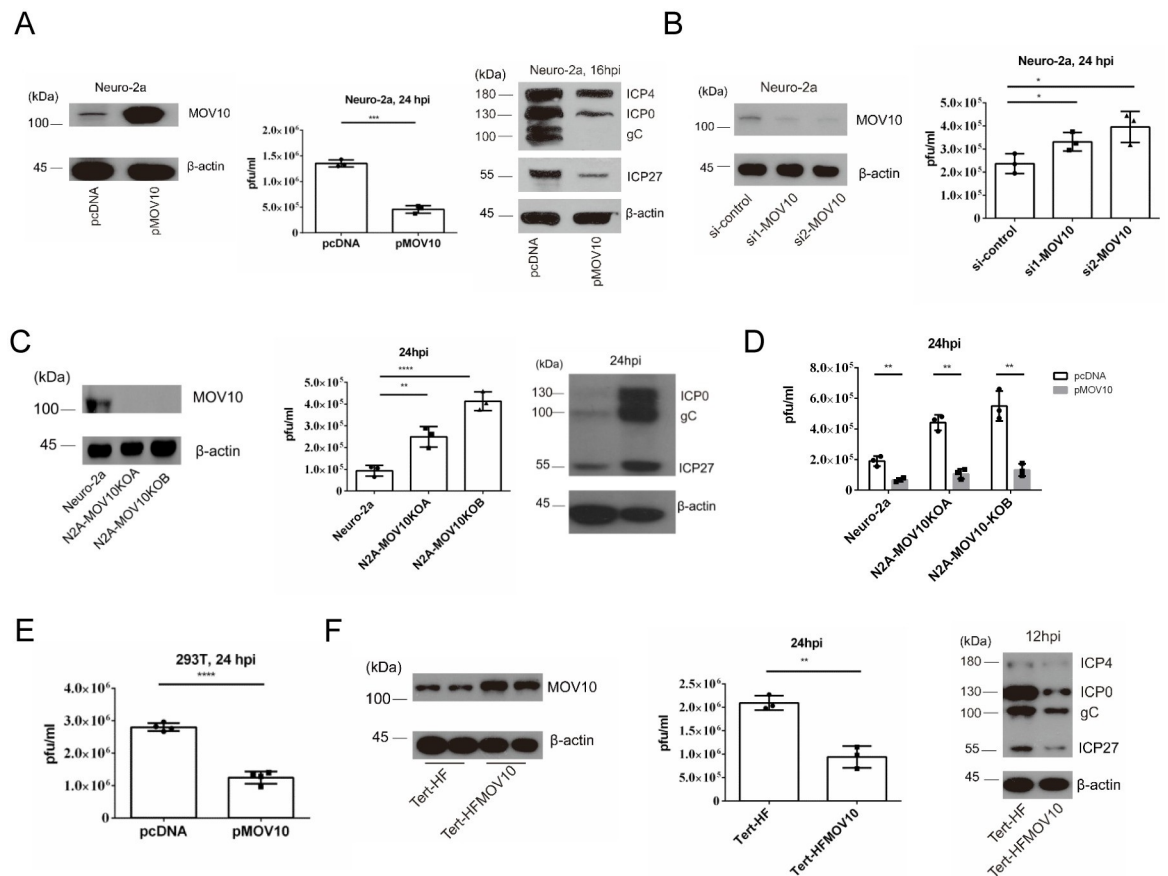 A
Neuro-2a
(kDa)
100
MOV10
45
β-actin
pcDNA
pMOV10
Neuro-2a, 24 hpi
***
pfu/ml
2.0×10⁶
1.5×10⁶
1.0×10⁶
5.0×10⁵
0
pcDNA
pMOV10
(kDa)
Neuro-2a, 16hpi
180
ICP4
130
ICP0
100
gC
55
ICP27
45
β-actin
pcDNA
pMOV10
B
Neuro-2a
(kDa)
100
MOV10
45
β-actin
si-control
si1-MOV10
si2-MOV10
Neuro-2a, 24 hpi
*
*
pfu/ml
5.0×10⁵
4.0×10⁵
3.0×10⁵
2.0×10⁵
1.0×10⁵
0
si-control
si1-MOV10
si2-MOV10
C
(kDa)
100
MOV10
45
β-actin
Neuro-2a
N2A-MOV10KOA
N2A-MOV10KOB
24hpi
****
**
pfu/ml
5.0×10⁵
4.0×10⁵
3.0×10⁵
2.0×10⁵
1.0×10⁵
0
Neuro-2a
N2A-MOV10KOA
N2A-MOV10KOB
(kDa)
24hpi
130
ICP0
100
gC
55
ICP27
45
β-actin
D
24hpi
** ** **
pcDNA
pMOV10
pfu/ml
8.0×10⁵
6.0×10⁵
4.0×10⁵
2.0×10⁵
0
Neuro-2a
N2A-MOV10KOA
N2A-MOV10-KOB
E
293T, 24 hpi
****
pfu/ml
4.0×10⁶
3.0×10⁶
2.0×10⁶
1.0×10⁶
0
pcDNA
pMOV10
F
(kDa)
100
MOV10
45
β-actin
Tert-HF
Tert-HFMOV10
24hpi
**
pfu/ml
2.5×10⁶
2.0×10⁶
1.5×10⁶
1.0×10⁶
5.0×10⁵
0
Tert-HF
Tert-HFMOV10
(kDa)
12hpi
180
ICP4
130
ICP0
100
gC
55
ICP27
45
β-actin
Tert-HF
Tert-HFMOV10